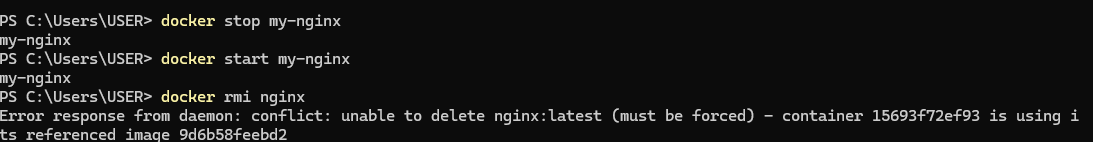 PS C:\Users\USER> docker stop my-nginx
my-nginx
PS C:\Users\USER> docker start my-nginx
my-nginx
PS C:\Users\USER> docker rmi nginx
Error response from daemon: conflict: unable to delete nginx:latest (must be forced) - container 15693f72ef93 is using i
ts referenced image 9d6b58feebd2